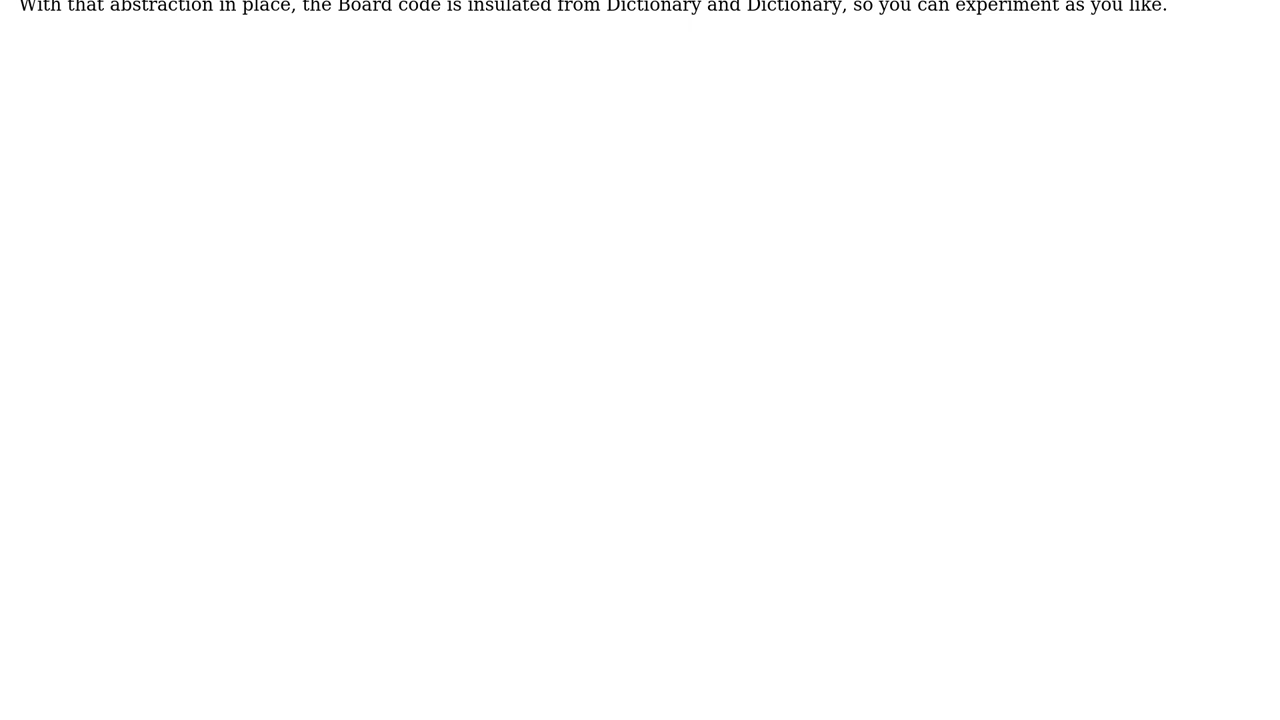 With that abstraction in place, the Board code is insulated from Dictionary and Dictionary, so you can experiment as you like.